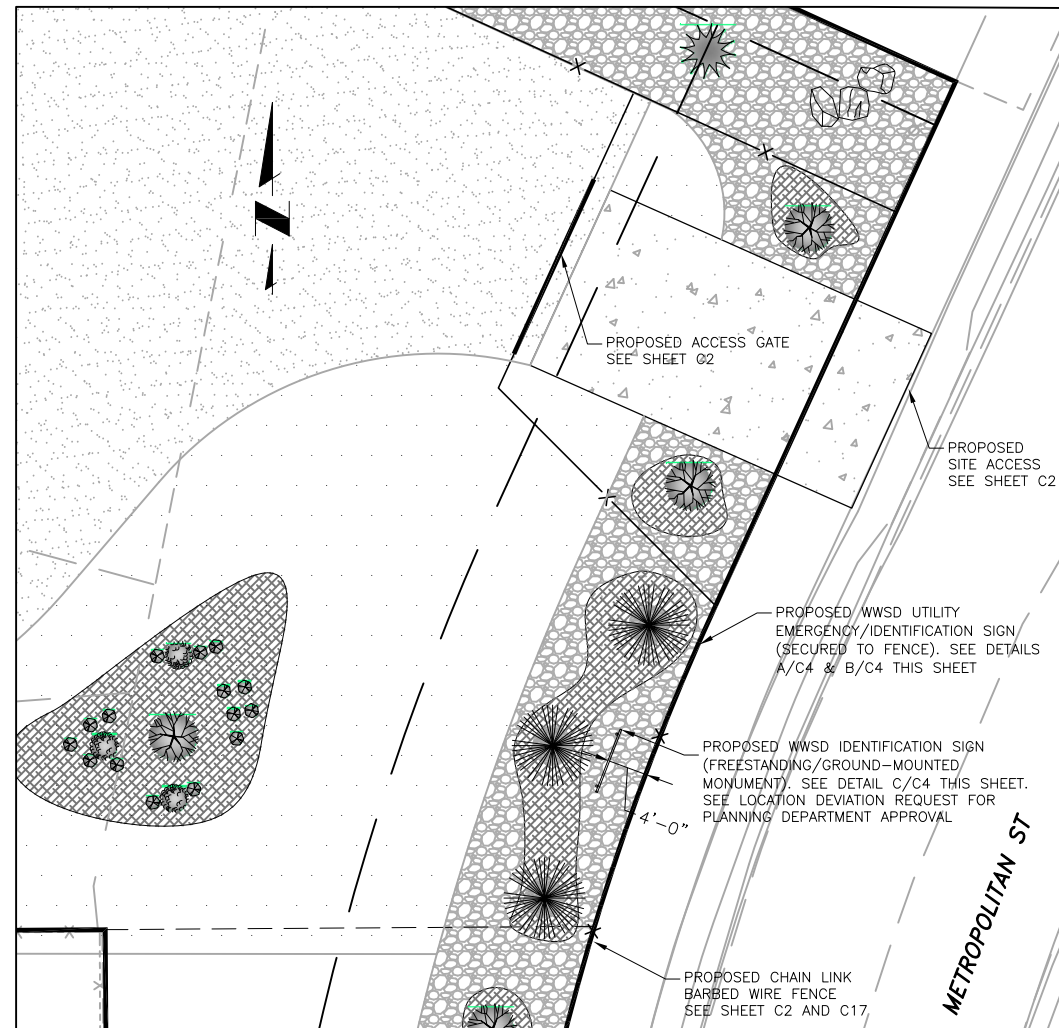 N
PROPOSED ACCESS GATE
SEE SHEET C2
PROPOSED
SITE ACCESS
SEE SHEET C2
PROPOSED WWSD UTILITY
EMERGENCY/IDENTIFICATION SIGN
(SECURED TO FENCE). SEE DETAILS
A/C4 & B/C4 THIS SHEET
PROPOSED WWSD IDENTIFICATION SIGN
(FREESTANDING/GROUND-MOUNTED
MONUMENT). SEE DETAIL C/C4 THIS SHEET.
SEE LOCATION DEVIATION REQUEST FOR
PLANNING DEPARTMENT APPROVAL
4'-0"
METROPOLITAN ST
PROPOSED CHAIN LINK
BARBED WIRE FENCE
SEE SHEET C2 AND C17